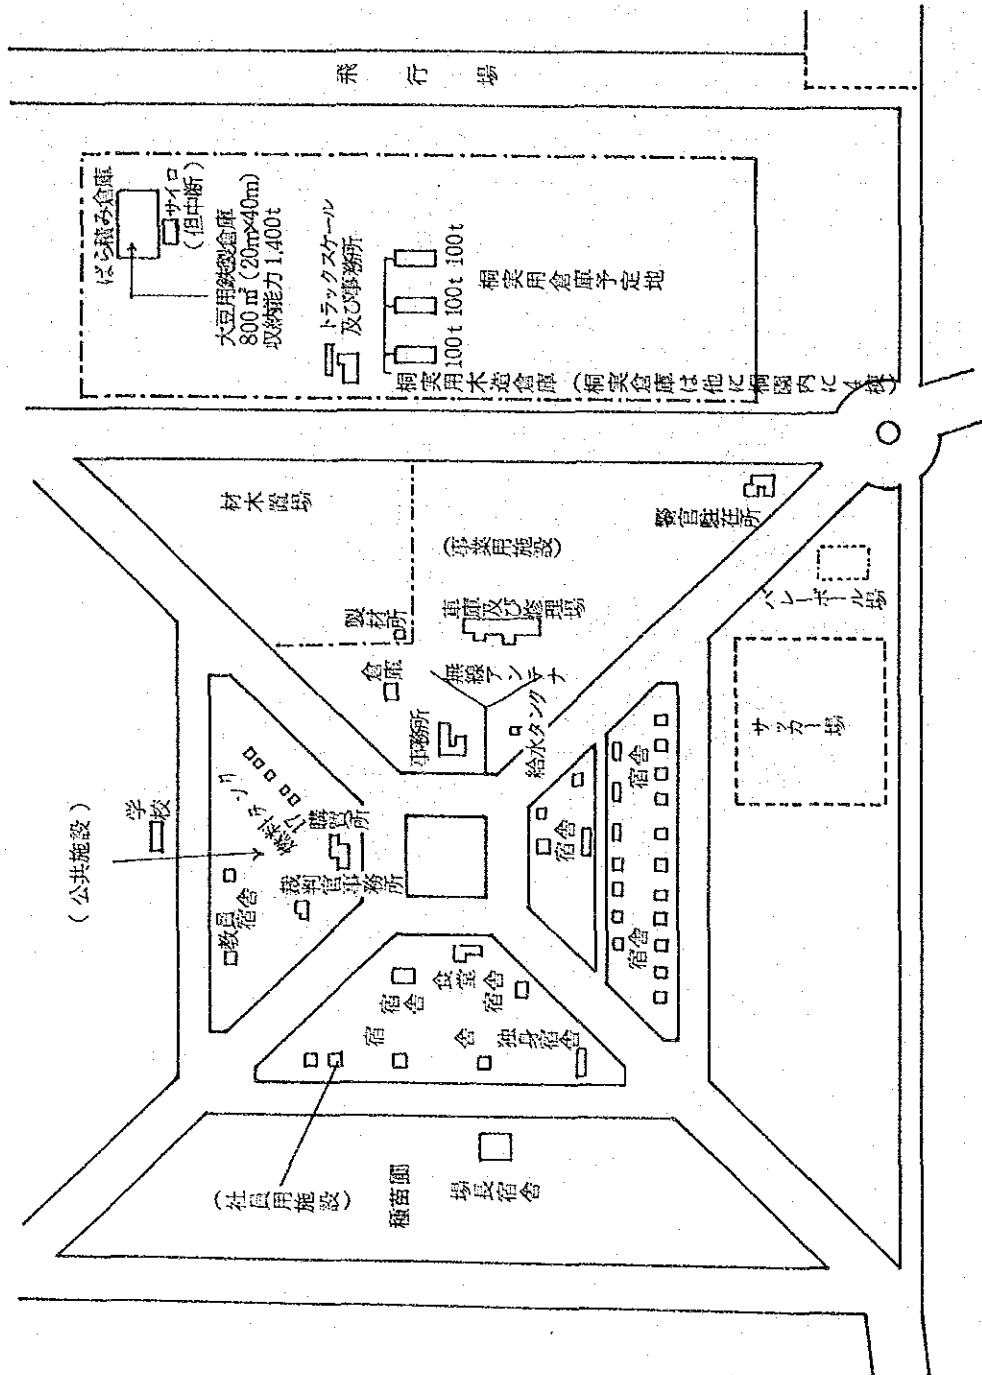 飛行場
ばら積み倉庫
サイロ
(但中断)
大豆用鉄製倉庫
800㎡(20m×40m)
収納能力1,400t
トラックスケール
及び事務所
100t 100t 100t
桐実用倉庫予定地
桐実用木造倉庫(桐実倉庫は他に桐園内に4棟)
材木置場
(事業用施設)
警官駐在所
製材所
車庫及び修理場
倉庫
無線アンテナ
事務所
給水タンク
バレーボール場
サッカー場
(公共施設)
学校
燃料タンク
17
購買所
裁判官事務所
教員
宿舎
宿舎
宿舎
宿舎
宿舎
食堂
宿舎
宿舎
独身宿舎
(社員用施設)
種苗園
場長宿舎